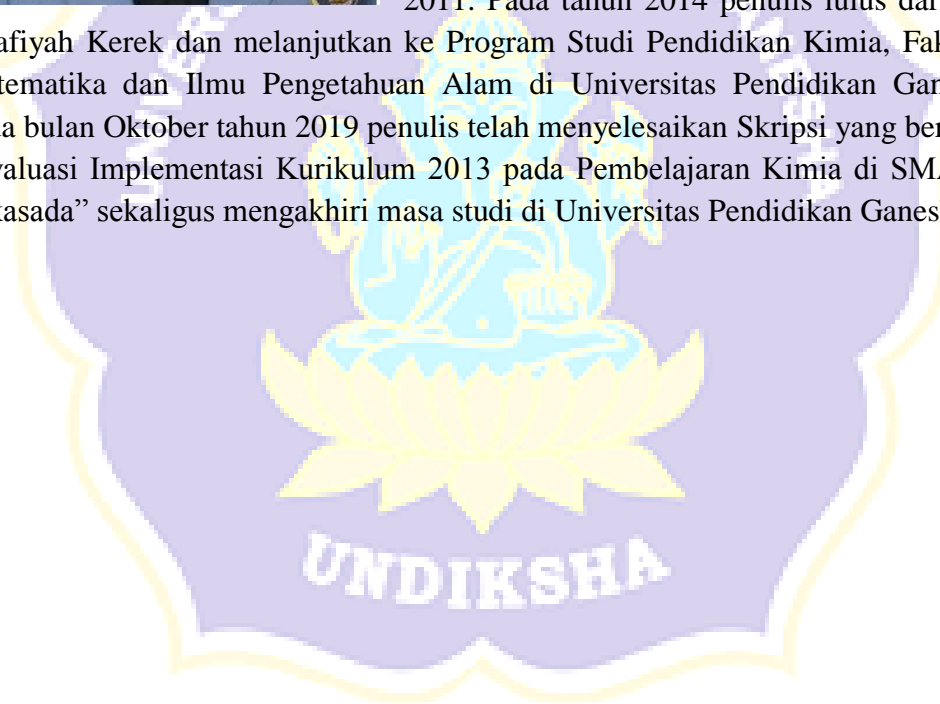 2011. Pada tahun 2014 penulis lulus dari
afiyah Kerek dan melanjutkan ke Program Studi Pendidikan Kimia, Fak
tematika dan Ilmu Pengetahuan Alam di Universitas Pendidikan Gan
a bulan Oktober tahun 2019 penulis telah menyelesaikan Skripsi yang ber
valuasi Implementasi Kurikulum 2013 pada Pembelajaran Kimia di SMA
kasada” sekaligus mengakhiri masa studi di Universitas Pendidikan Ganes
UNDIKSHA